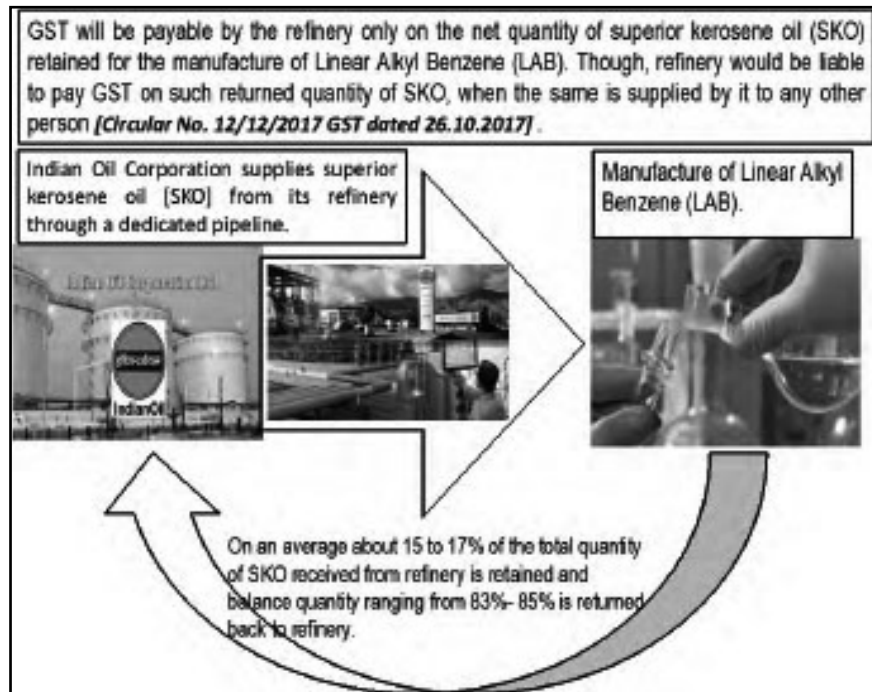 GST will be payable by the refinery only on the net quantity of superior kerosene oil (SKO)
retained for the manufacture of Linear Alkyl Benzene (LAB). Though, refinery would be liable
to pay GST on such returned quantity of SKO, when the same is supplied by it to any other
person [Circular No. 12/12/2017 GST dated 26.10.2017] .
Indian Oil Corporation supplies superior
kerosene oil [SKO] from its refinery
through a dedicated pipeline.
Manufacture of Linear Alkyl
Benzene (LAB).
IndianOil
On an average about 15 to 17% of the total quantity
of SKO received from refinery is retained and
balance quantity ranging from 83%- 85% is returned
back to refinery.